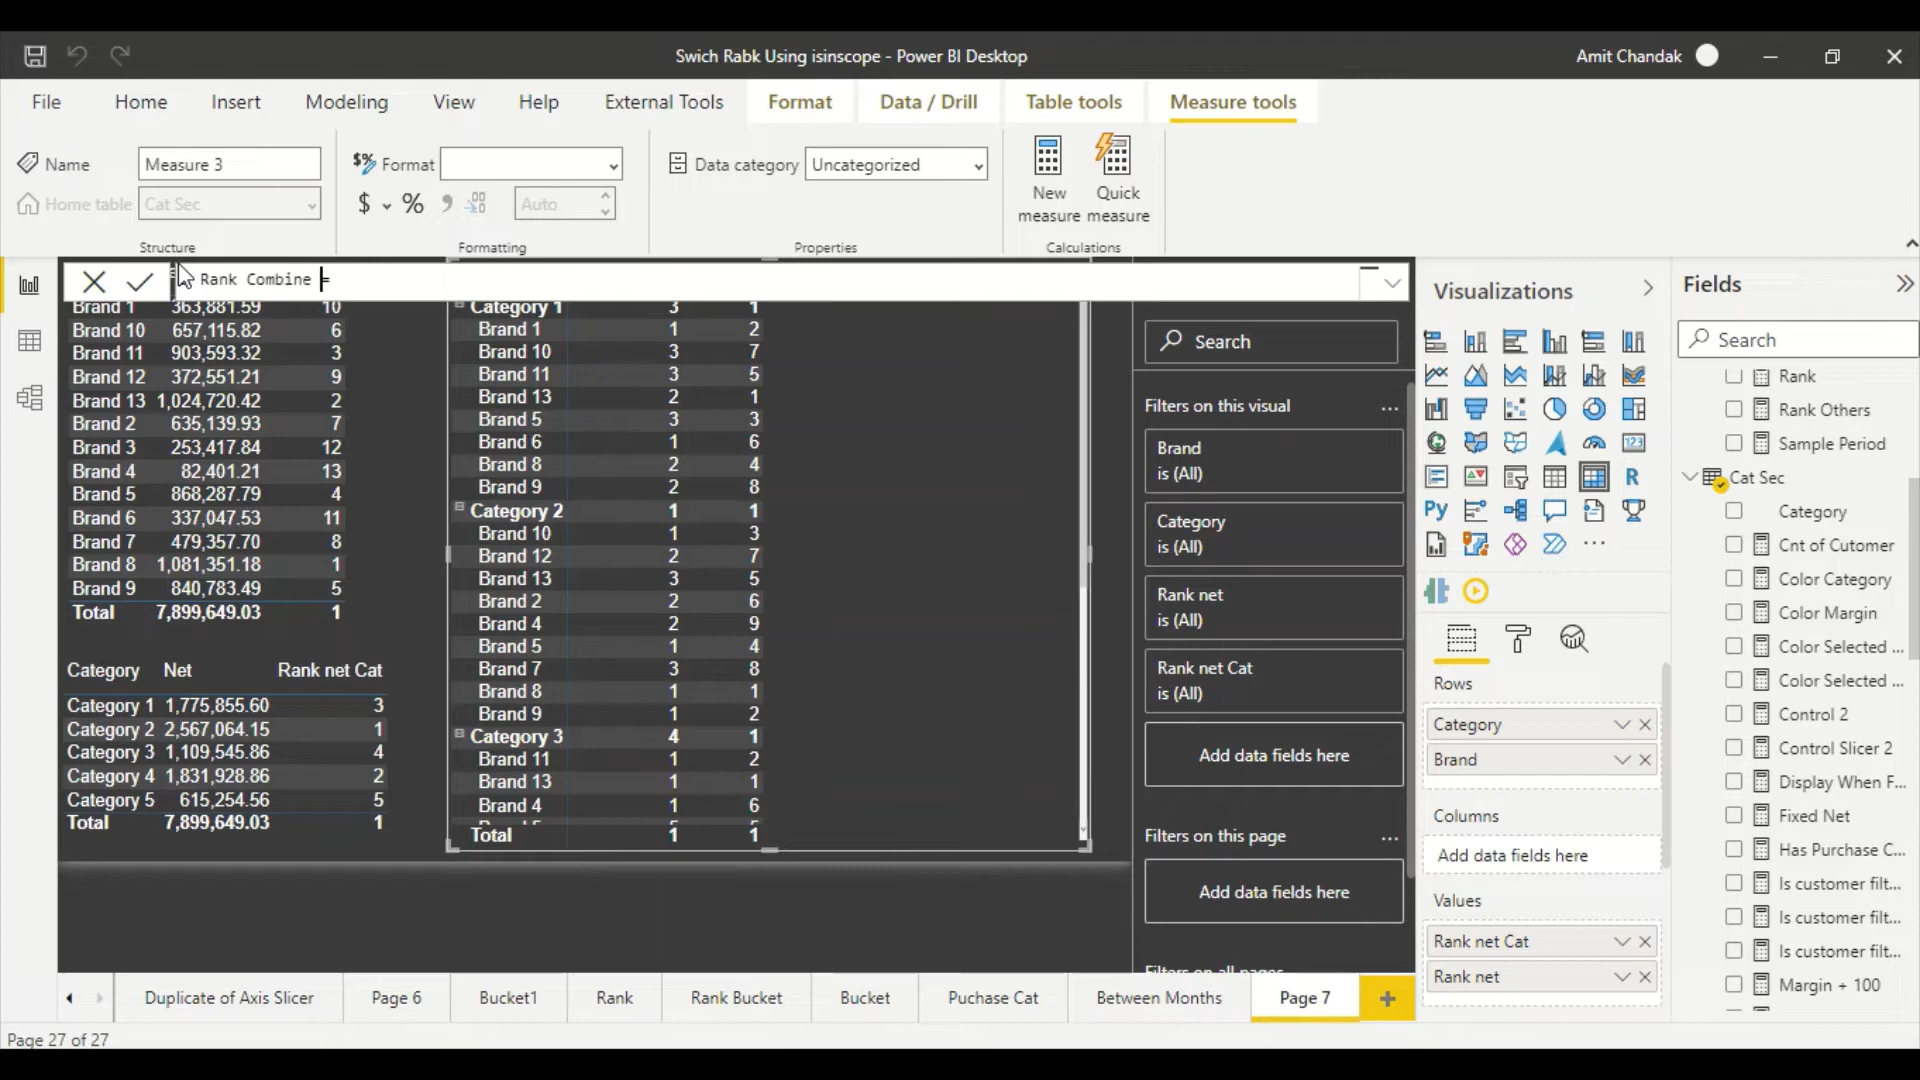 Swich Rabk Using isinscope - Power BI Desktop
Amit Chandak
File Home Insert Modeling View Help External Tools Format Data / Drill Table tools Measure tools
Name Measure 3
Home table Cat Sec
Structure
$% Format
$ % 9 .00 Auto
Formatting
Data category Uncategorized
Properties
New measure
Quick measure
Calculations
Rank Combine =
Brand 1 363,881.59 10
Brand 10 657,115.82 6
Brand 11 903,593.32 3
Brand 12 372,551.21 9
Brand 13 1,024,720.42 2
Brand 2 635,139.93 7
Brand 3 253,417.84 12
Brand 4 82,401.21 13
Brand 5 868,287.79 4
Brand 6 337,047.53 11
Brand 7 479,357.70 8
Brand 8 1,081,351.18 1
Brand 9 840,783.49 5
Total 7,899,649.03 1
Category Net Rank net Cat
Category 1 1,775,855.60 3
Category 2 2,567,064.15 1
Category 3 1,109,545.86 4
Category 4 1,831,928.86 2
Category 5 615,254.56 5
Total 7,899,649.03 1
Category 1 3 1
Brand 1 1 2
Brand 10 3 7
Brand 11 3 5
Brand 13 2 1
Brand 5 3 3
Brand 6 1 6
Brand 8 2 4
Brand 9 2 8
Category 2 1 1
Brand 10 1 3
Brand 12 2 7
Brand 13 3 5
Brand 2 2 6
Brand 4 2 9
Brand 5 1 4
Brand 7 3 8
Brand 8 1 1
Brand 9 1 2
Category 3 4 1
Brand 11 1 2
Brand 13 1 1
Brand 4 1 6
Total 1 1
Search
Filters on this visual ...
Brand
is (All)
Category
is (All)
Rank net
is (All)
Rank net Cat
is (All)
Add data fields here
Filters on this page ...
Add data fields here
Filters on all pages
Visualizations
123
R
Py
...
Rows
Category
Brand
Columns
Add data fields here
Values
Rank net Cat
Rank net
Fields
Search
Rank
Rank Others
Sample Period
Cat Sec
Category
Cnt of Cutomer
Color Category
Color Margin
Color Selected ...
Color Selected ...
Control 2
Control Slicer 2
Display When F...
Fixed Net
Has Purchase C...
Is customer filt...
Is customer filt...
Is customer filt...
Margin + 100
Duplicate of Axis Slicer Page 6 Bucket1 Rank Rank Bucket Bucket Puchase Cat Between Months Page 7 +
Page 27 of 27